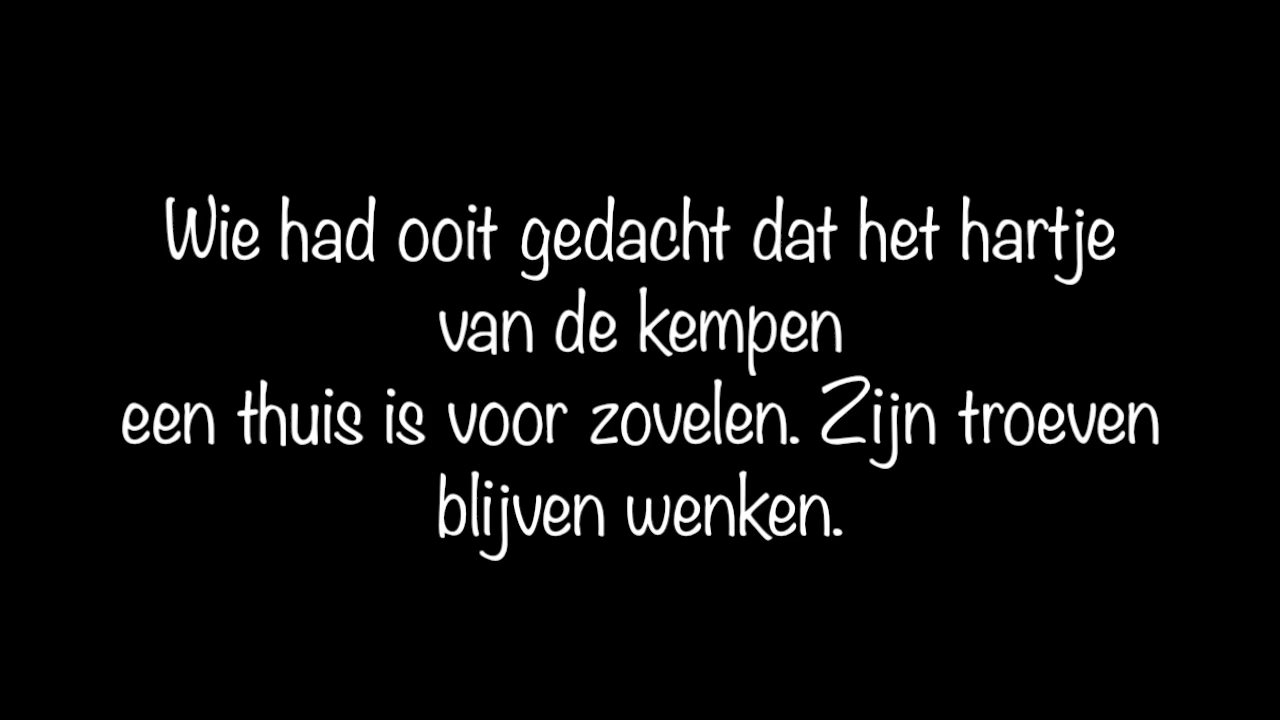 Wie had ooit gedacht dat het hartje
van de kempen
een thuis is voor zovelen. Zijn troeven
blijven wenken.